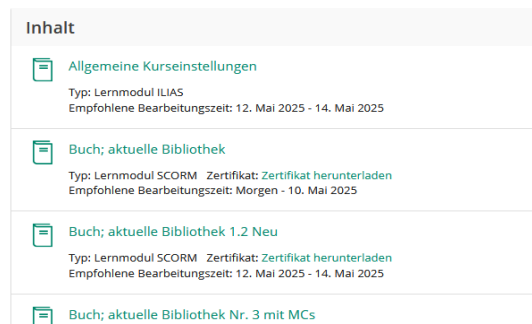 Inhalt
Allgemeine Kurseinstellungen
Typ: Lernmodul ILIAS
Empfohlene Bearbeitungszeit: 12. Mai 2025 - 14. Mai 2025
Buch; aktuelle Bibliothek
Typ: Lernmodul SCORM Zertifikat: Zertifikat herunterladen
Empfohlene Bearbeitungszeit: Morgen - 10. Mai 2025
Buch; aktuelle Bibliothek 1.2 Neu
Typ: Lernmodul SCORM Zertifikat: Zertifikat herunterladen
Empfohlene Bearbeitungszeit: 12. Mai 2025 - 14. Mai 2025
Buch; aktuelle Bibliothek Nr. 3 mit MCs